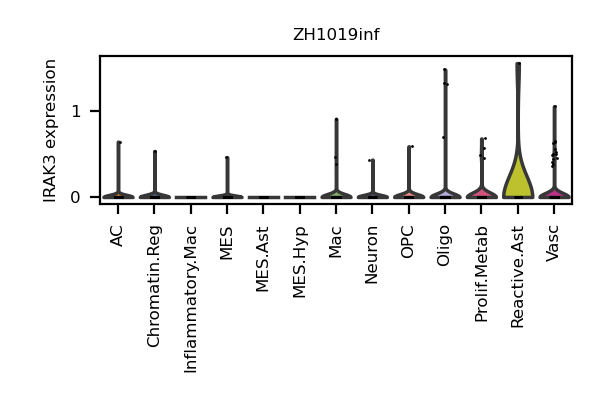 ZH1019inf
IRAK3 expression
1
0
AC
Chromatin.Reg
Inflammatory.Mac
MES
MES.Ast
MES.Hyp
Mac
Neuron
OPC
Oligo
Prolif.Metab
Reactive.Ast
Vasc